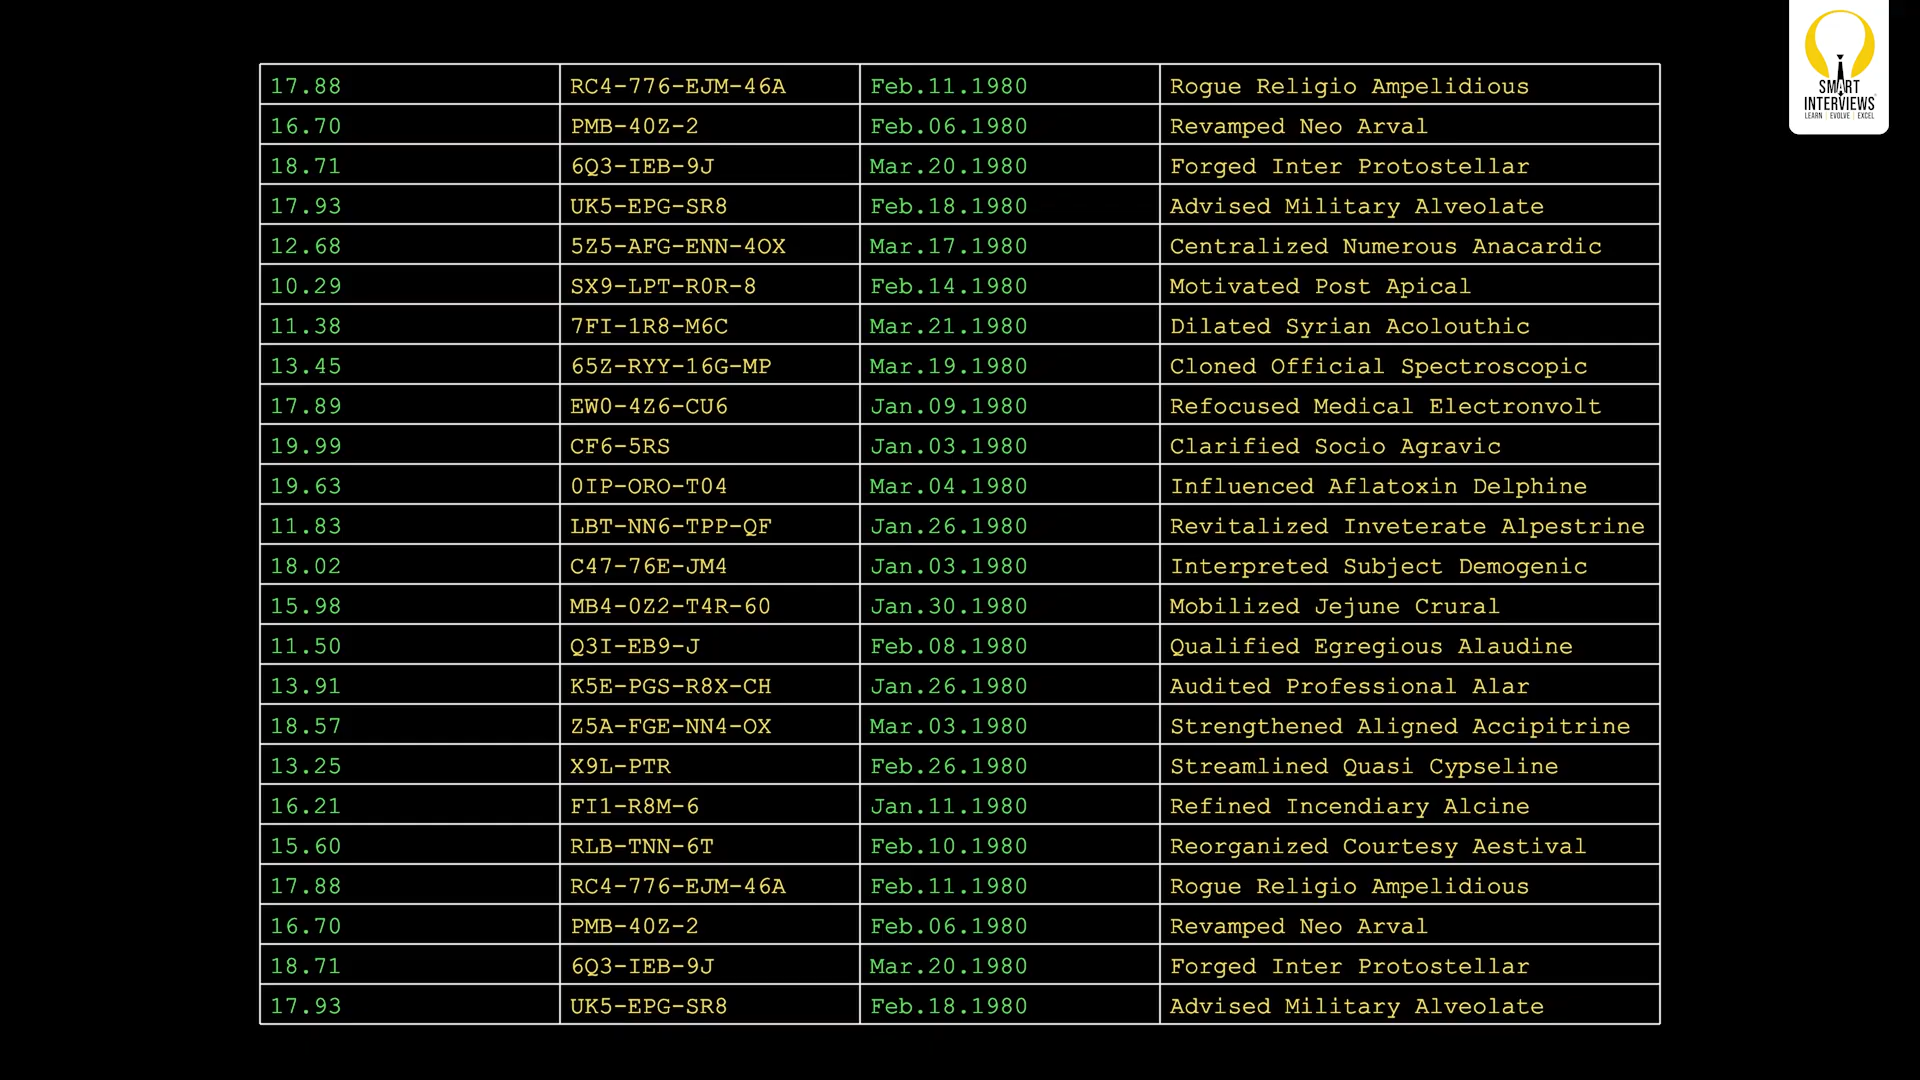 17.88 RC4-776-EJM-46A Feb.11.1980 Rogue Religio Ampelidious
16.70 PMB-40Z-2 Feb.06.1980 Revamped Neo Arval
18.71 6Q3-IEB-9J Mar.20.1980 Forged Inter Protostellar
17.93 UK5-EPG-SR8 Feb.18.1980 Advised Military Alveolate
12.68 5Z5-AFG-ENN-4OX Mar.17.1980 Centralized Numerous Anacardic
10.29 SX9-LPT-R0R-8 Feb.14.1980 Motivated Post Apical
11.38 7FI-1R8-M6C Mar.21.1980 Dilated Syrian Acolouthic
13.45 65Z-RYY-16G-MP Mar.19.1980 Cloned Official Spectroscopic
17.89 EW0-4Z6-CU6 Jan.09.1980 Refocused Medical Electronvolt
19.99 CF6-5RS Jan.03.1980 Clarified Socio Agravic
19.63 0IP-ORO-T04 Mar.04.1980 Influenced Aflatoxin Delphine
11.83 LBT-NN6-TPP-QF Jan.26.1980 Revitalized Inveterate Alpestrine
18.02 C47-76E-JM4 Jan.03.1980 Interpreted Subject Demogenic
15.98 MB4-0Z2-T4R-60 Jan.30.1980 Mobilized Jejune Crural
11.50 Q3I-EB9-J Feb.08.1980 Qualified Egregious Alaudine
13.91 K5E-PGS-R8X-CH Jan.26.1980 Audited Professional Alar
18.57 Z5A-FGE-NN4-OX Mar.03.1980 Strengthened Aligned Accipitrine
13.25 X9L-PTR Feb.26.1980 Streamlined Quasi Cypseline
16.21 FI1-R8M-6 Jan.11.1980 Refined Incendiary Alcine
15.60 RLB-TNN-6T Feb.10.1980 Reorganized Courtesy Aestival
17.88 RC4-776-EJM-46A Feb.11.1980 Rogue Religio Ampelidious
16.70 PMB-40Z-2 Feb.06.1980 Revamped Neo Arval
18.71 6Q3-IEB-9J Mar.20.1980 Forged Inter Protostellar
17.93 UK5-EPG-SR8 Feb.18.1980 Advised Military Alveolate
SMART
INTERVIEWS
LEARN | EVOLVE | EXCEL